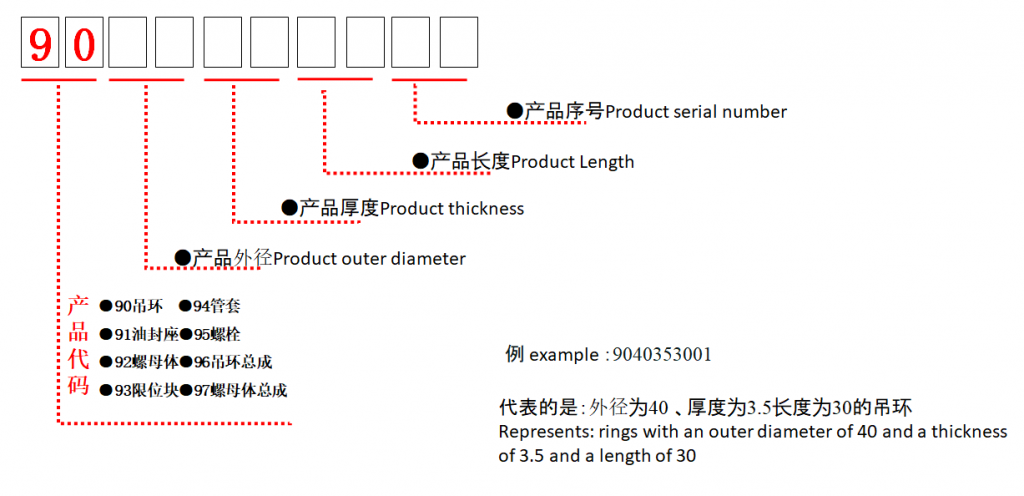 90
●产品序号Product serial number
●产品长度Product Length
●产品厚度Product thickness
●产品外径Product outer diameter
产品代码
●90吊环 ●94管套
●91油封座●95螺栓
●92螺母体●96吊环总成
●93限位块●97螺母体总成
例 example :9040353001
代表的是:外径为40 、厚度为3.5长度为30的吊环
Represents: rings with an outer diameter of 40 and a thickness
of 3.5 and a length of 30